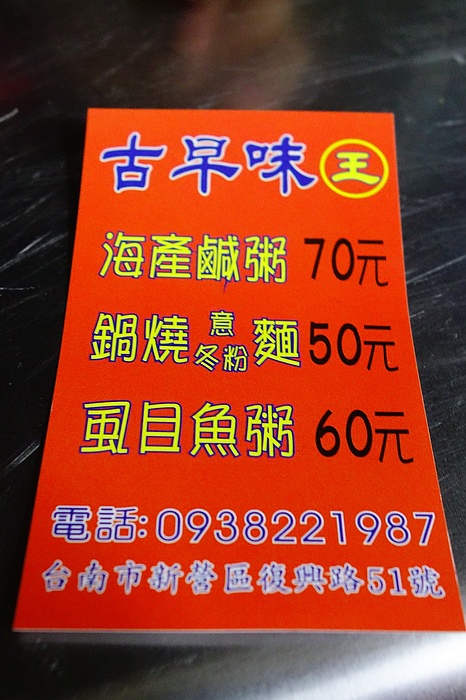 古早味王
海產鹹粥 70元
鍋燒意冬粉麵 50元
虱目魚粥 60元
電話:0938221987
台南市新營區復興路51號